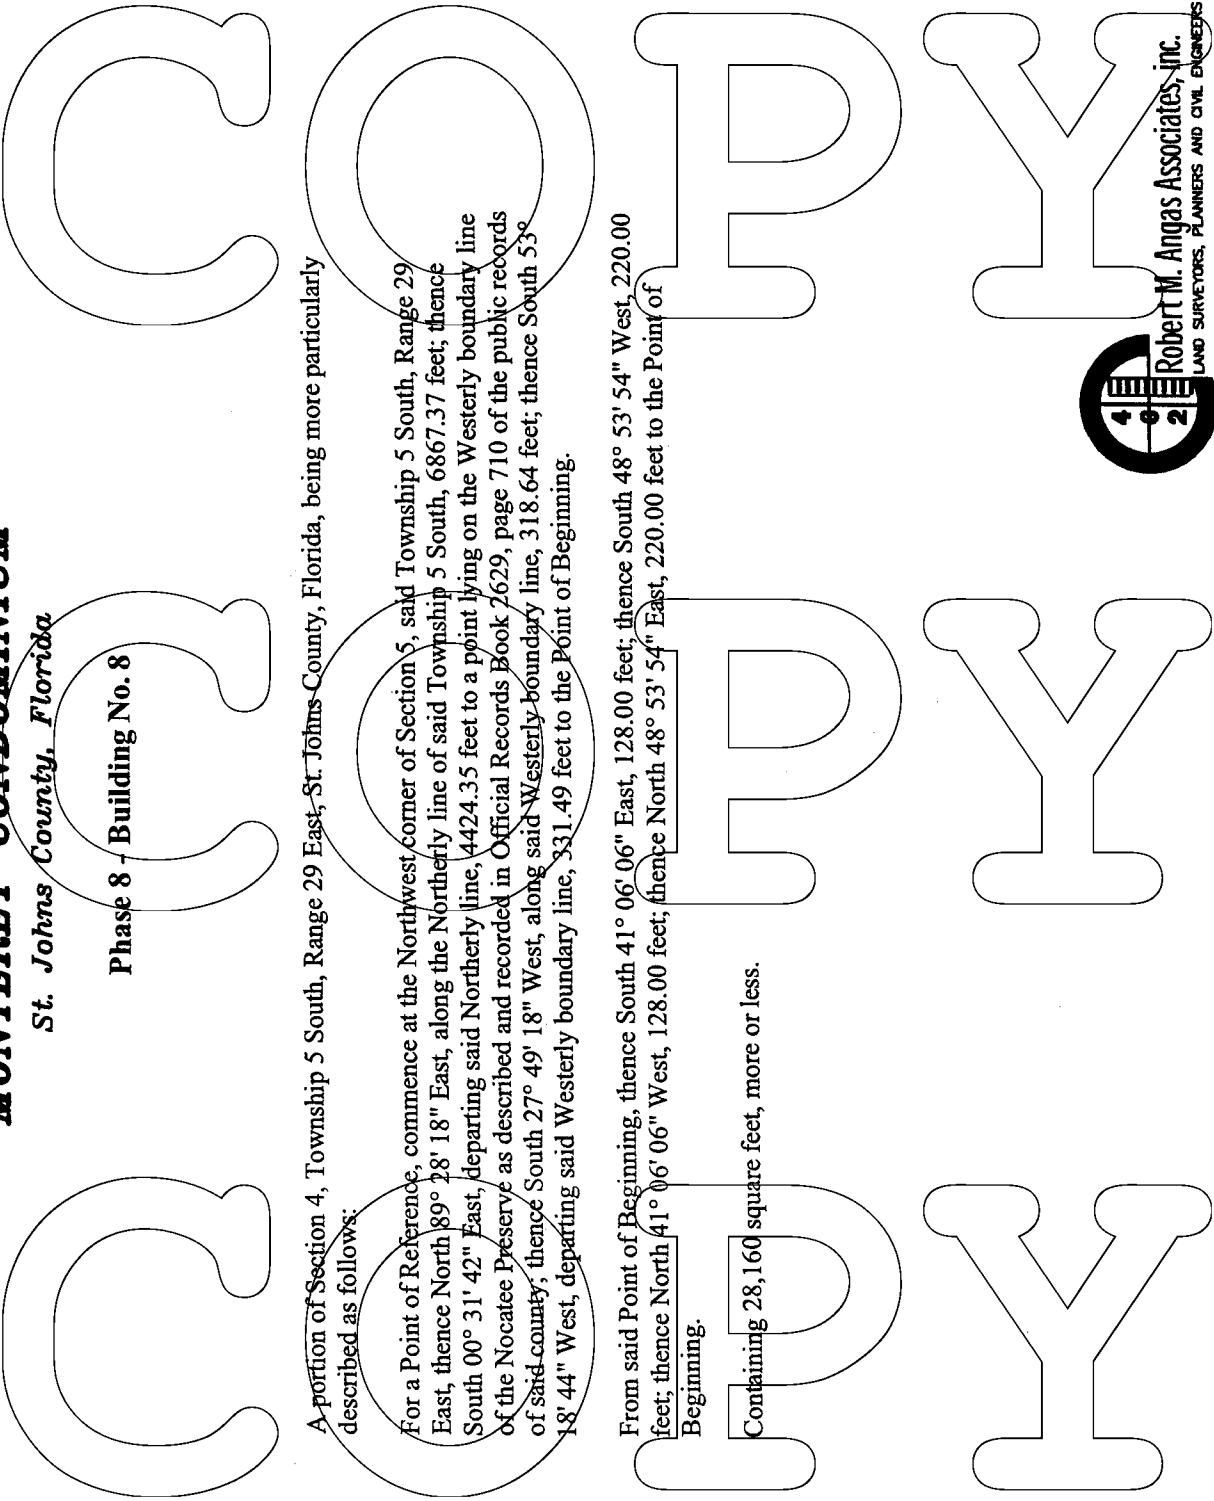 MONTEREY CONDOMINIUM
St. Johns County, Florida
Phase 8 - Building No. 8
A portion of Section 4, Township 5 South, Range 29 East, St. Johns County, Florida, being more particularly
described as follows:
For a Point of Reference, commence at the Northwest corner of Section 5, said Township 5 South, Range 29
East, thence North 89° 28' 18" East, along the Northerly line of said Township 5 South, 6867.37 feet; thence
South 00° 31' 42" East, departing said Northerly line, 4424.35 feet to a point lying on the Westerly boundary line
of the Nocatee Preserve as described and recorded in Official Records Book 2629, page 710 of the public records
of said county; thence South 27° 49' 18" West, along said Westerly boundary line, 318.64 feet; thence South 53°
18' 44" West, departing said Westerly boundary line, 331.49 feet to the Point of Beginning.
From said Point of Beginning, thence South 41° 06' 06" East, 128.00 feet; thence South 48° 53' 54" West, 220.00
feet; thence North 41° 06' 06" West, 128.00 feet; thence North 48° 53' 54" East, 220.00 feet to the Point of
Beginning.
Containing 28,160 square feet, more or less.
Robert M. Angas Associates, inc.
LAND SURVEYORS, PLANNERS AND CIVIL ENGINEERS
4 6 2
COPY
COPY
COPY